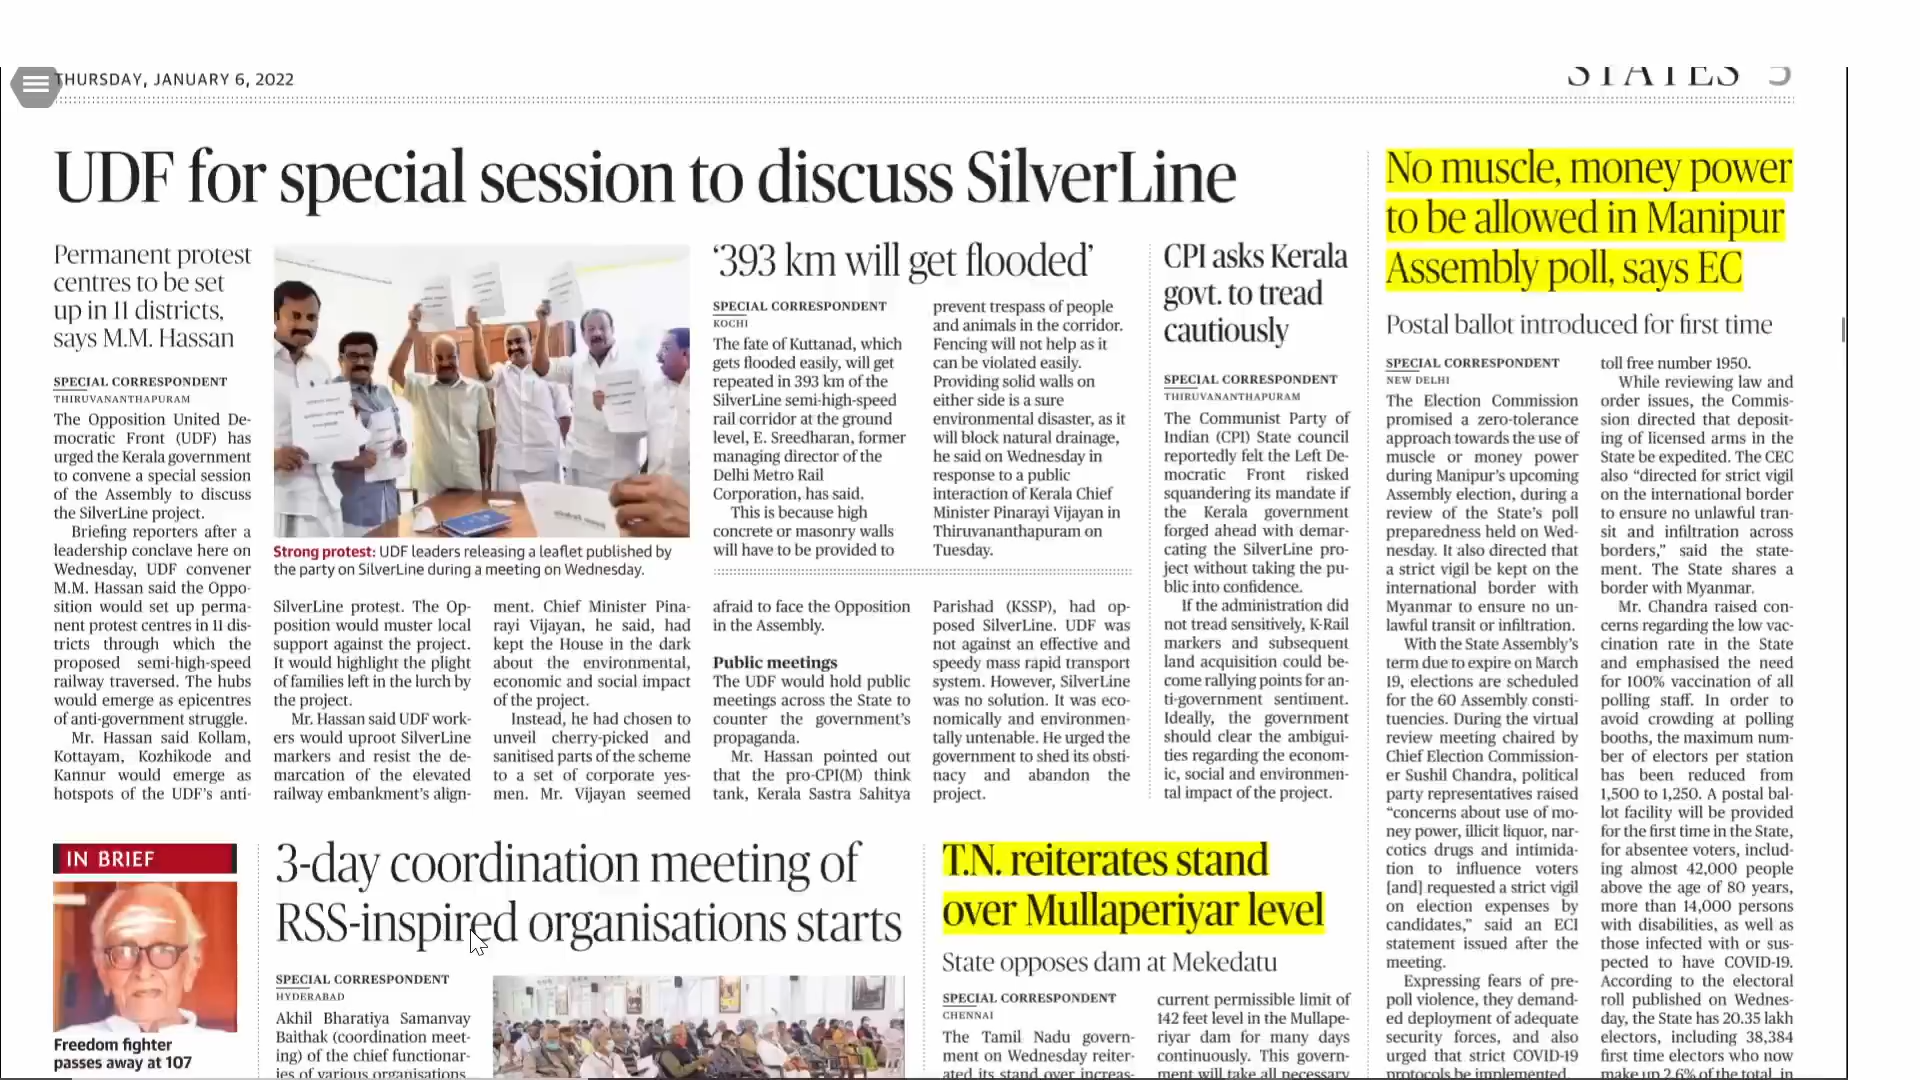 THURSDAY, JANUARY 6, 2022
STATES 5
UDF for special session to discuss SilverLine
Permanent protest
centres to be set
up in 11 districts,
says M.M. Hassan
SPECIAL CORRESPONDENT
THIRUVANANTHAPURAM
The Opposition United De-
mocratic Front (UDF) has
urged the Kerala government
to convene a special session
of the Assembly to discuss
the SilverLine project.
Briefing reporters after a
leadership conclave here on
Wednesday, UDF convener
M.M. Hassan said the Oppo-
sition would set up perma-
nent protest centres in 11 dis-
tricts through which the
proposed semi-high-speed
railway traversed. The hubs
would emerge as epicentres
of anti-government struggle.
Mr. Hassan said Kollam,
Kottayam, Kozhikode and
Kannur would emerge as
hotspots of the UDF's anti-
Strong protest: UDF leaders releasing a leaflet published by
the party on SilverLine during a meeting on Wednesday.
SilverLine protest. The Op-
position would muster local
support against the project.
It would highlight the plight
of families left in the lurch by
the project.
Mr. Hassan said UDF work-
ers would uproot SilverLine
markers and resist the de-
marcation of the elevated
railway embankment's align-
ment. Chief Minister Pina-
rayi Vijayan, he said, had
kept the House in the dark
about the environmental,
economic and social impact
of the project.
Instead, he had chosen to
unveil cherry-picked and
sanitised parts of the scheme
to a set of corporate yes-
men. Mr. Vijayan seemed
afraid to face the Opposition
in the Assembly.
Public meetings
The UDF would hold public
meetings across the State to
counter the government's
propaganda.
Mr. Hassan pointed out
that the pro-CPI(M) think
tank, Kerala Sastra Sahitya
Parishad (KSSP), had op-
posed SilverLine. UDF was
not against an effective and
speedy mass rapid transport
system. However, SilverLine
was no solution. It was eco-
nomically and environmen-
tally untenable. He urged the
government to shed its obsti-
nacy and abandon the
project.
'393 km will get flooded'
SPECIAL CORRESPONDENT
KOCHI
The fate of Kuttanad, which
gets flooded easily, will get
repeated in 393 km of the
SilverLine semi-high-speed
rail corridor at the ground
level, E. Sreedharan, former
managing director of the
Delhi Metro Rail
Corporation, has said.
This is because high
concrete or masonry walls
will have to be provided to
prevent trespass of people
and animals in the corridor.
Fencing will not help as it
can be violated easily.
Providing solid walls on
either side is a sure
environmental disaster, as it
will block natural drainage,
he said on Wednesday in
response to a public
interaction of Kerala Chief
Minister Pinarayi Vijayan in
Thiruvananthapuram on
Tuesday.
CPI asks Kerala
govt. to tread
cautiously
SPECIAL CORRESPONDENT
THIRUVANANTHAPURAM
The Communist Party of
Indian (CPI) State council
reportedly felt the Left De-
mocratic Front risked
squandering its mandate if
the Kerala government
forged ahead with demar-
cating the SilverLine pro-
ject without taking the pu-
blic into confidence.
If the administration did
not tread sensitively, K-Rail
markers and subsequent
land acquisition could be-
come rallying points for an-
ti-government sentiment.
Ideally, the government
should clear the ambigui-
ties regarding the econom-
ic, social and environmen-
tal impact of the project.
No muscle, money power
to be allowed in Manipur
Assembly poll, says EC
Postal ballot introduced for first time
SPECIAL CORRESPONDENT
NEW DELHI
The Election Commission
promised a zero-tolerance
approach towards the use of
muscle or money power
during Manipur's upcoming
Assembly election, during a
review of the State's poll
preparedness held on Wed-
nesday. It also directed that
a strict vigil be kept on the
international border with
Myanmar to ensure no un-
lawful transit or infiltration.
With the State Assembly's
term due to expire on March
19, elections are scheduled
for the 60 Assembly consti-
tuencies. During the virtual
review meeting chaired by
Chief Election Commission-
er Sushil Chandra, political
party representatives raised
"concerns about use of mo-
ney power, illicit liquor, nar-
cotics drugs and intimida-
tion to influence voters
[and] requested a strict vigil
on election expenses by
candidates," said an ECI
statement issued after the
meeting.
Expressing fears of pre-
poll violence, they demand-
ed deployment of adequate
security forces, and also
urged that strict COVID-19
protocols be implemented.
toll free number 1950.
While reviewing law and
order issues, the Commis-
sion directed that deposit-
ing of licensed arms in the
State be expedited. The CEC
also "directed for strict vigil
on the international border
to ensure no unlawful tran-
sit and infiltration across
borders," said the state-
ment. The State shares a
border with Myanmar.
Mr. Chandra raised con-
cerns regarding the low vac-
cination rate in the State
and emphasised the need
for 100% vaccination of all
polling staff. In order to
avoid crowding at polling
booths, the maximum num-
ber of electors per station
has been reduced from
1,500 to 1,250. A postal bal-
lot facility will be provided
for the first time in the State,
for absentee voters, includ-
ing almost 42,000 people
above the age of 80 years,
more than 14,000 persons
with disabilities, as well as
those infected with or sus-
pected to have COVID-19.
According to the electoral
roll published on Wednes-
day, the State has 20.35 lakh
electors, including 38,384
first time electors who now
make up 2.6% of the total, in
IN BRIEF
Freedom fighter
passes away at 107
3-day coordination meeting of
RSS-inspired organisations starts
SPECIAL CORRESPONDENT
HYDERABAD
Akhil Bharatiya Samanvay
Baithak (coordination meet-
ing) of the chief functionar-
ies of various organisations
T.N. reiterates stand
over Mullaperiyar level
State opposes dam at Mekedatu
SPECIAL CORRESPONDENT
CHENNAI
The Tamil Nadu govern-
ment on Wednesday reiter-
ated its stand over increas-
current permissible limit of
142 feet level in the Mullape-
riyar dam for many days
continuously. This govern-
ment will take all necessary